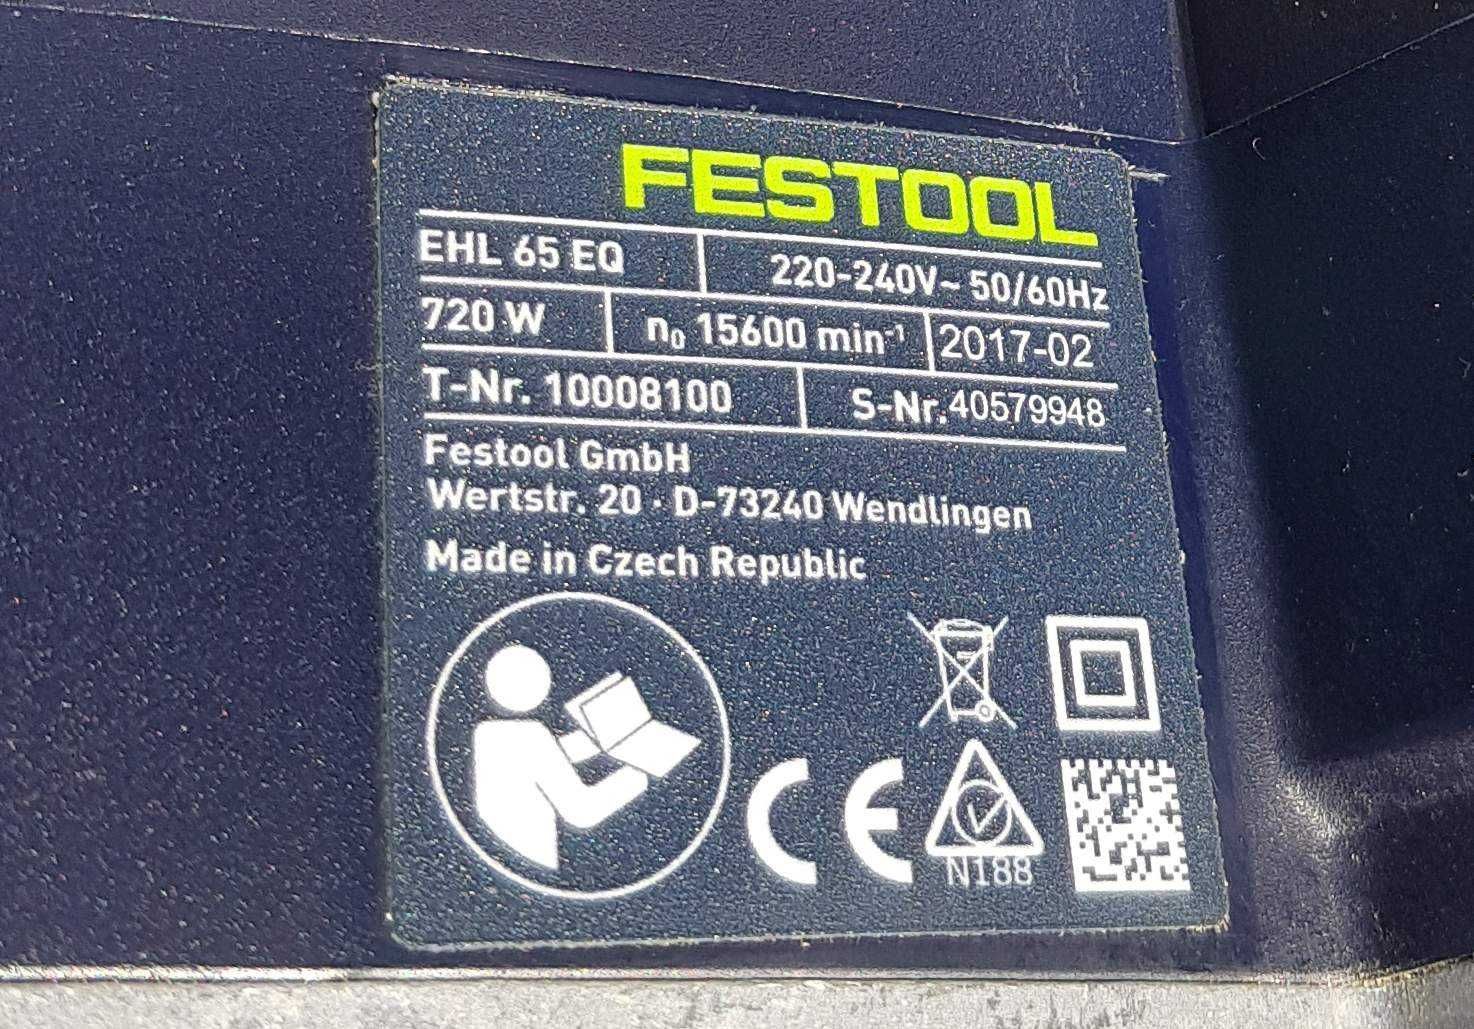 FESTOOL
EHL 65 EQ 220-240V~ 50/60Hz
720 W n₀ 15600 min⁻¹ 2017-02
T-Nr. 10008100 S-Nr. 40579948
Festool GmbH
Wertstr. 20 · D-73240 Wendlingen
Made in Czech Republic
CE
N188